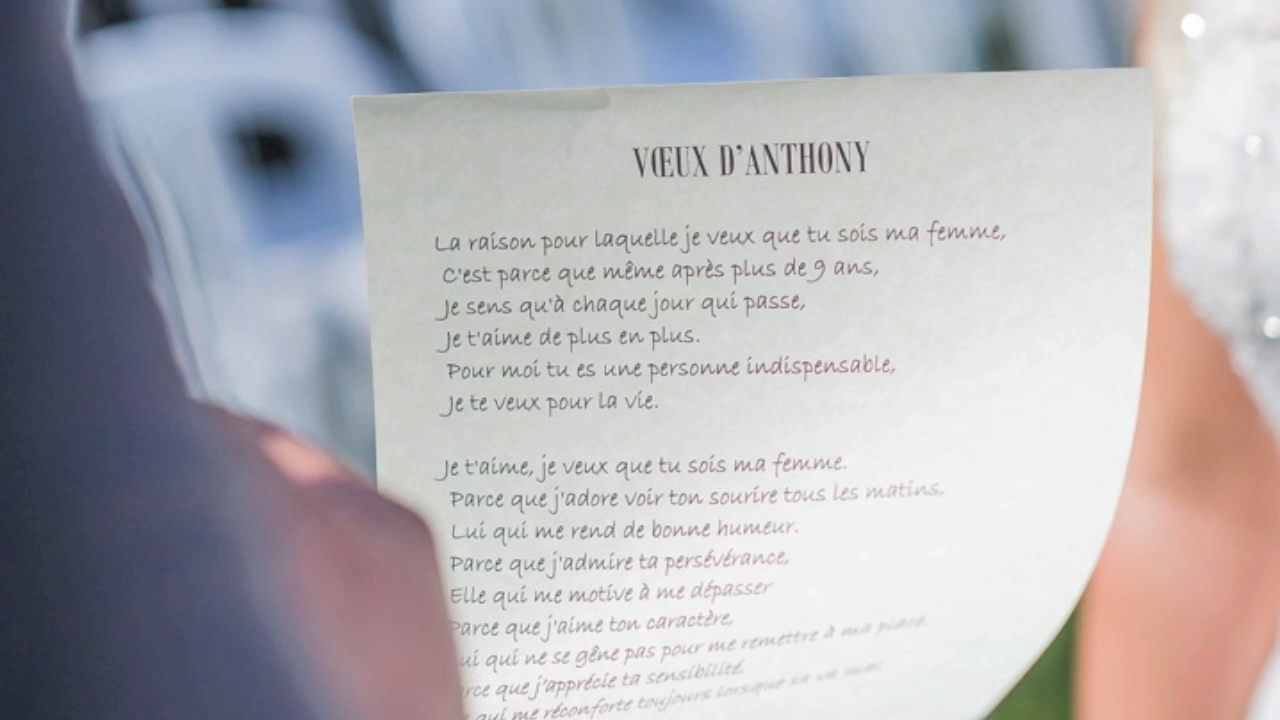 VŒUX D'ANTHONY
La raison pour laquelle je veux que tu sois ma femme,
C'est parce que même après plus de 9 ans,
Je sens qu'à chaque jour qui passe,
Je t'aime de plus en plus.
Pour moi tu es une personne indispensable,
Je te veux pour la vie.
Je t'aime, je veux que tu sois ma femme.
Parce que j'adore voir ton sourire tous les matins,
Lui qui me rend de bonne humeur.
Parce que j'admire ta persévérance,
Elle qui me motive à me dépasser
Parce que j'aime ton caractère,
ui qui ne se gêne pas pour me remettre à ma place.
rce que j'apprécie ta sensibilité.
qui me réconforte toujours lorsque sa va mal